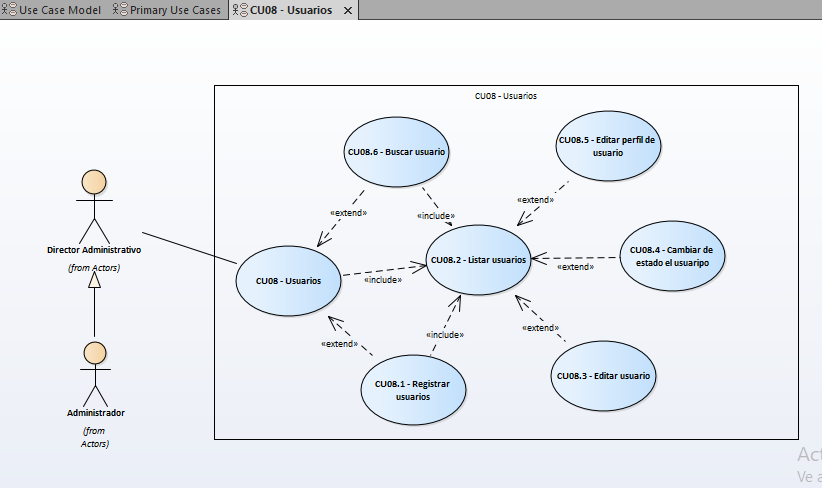 Use Case Model Primary Use Cases CU08 - Usuarios
CU08 - Usuarios
CU08.6 - Buscar usuario
CU08.5 - Editar perfil de
usuario
«extend»
«include»
«extend»
Director Administrativo
(from Actors)
CU08 - Usuarios
«include»
CU08.2 - Listar usuarios
«extend»
CU08.4 - Cambiar de
estado el usuaripo
«extend»
«include»
«extend»
CU08.1 - Registrar
usuarios
CU08.3 - Editar usuario
Administrador
(from
Actors)
Act
Ve a